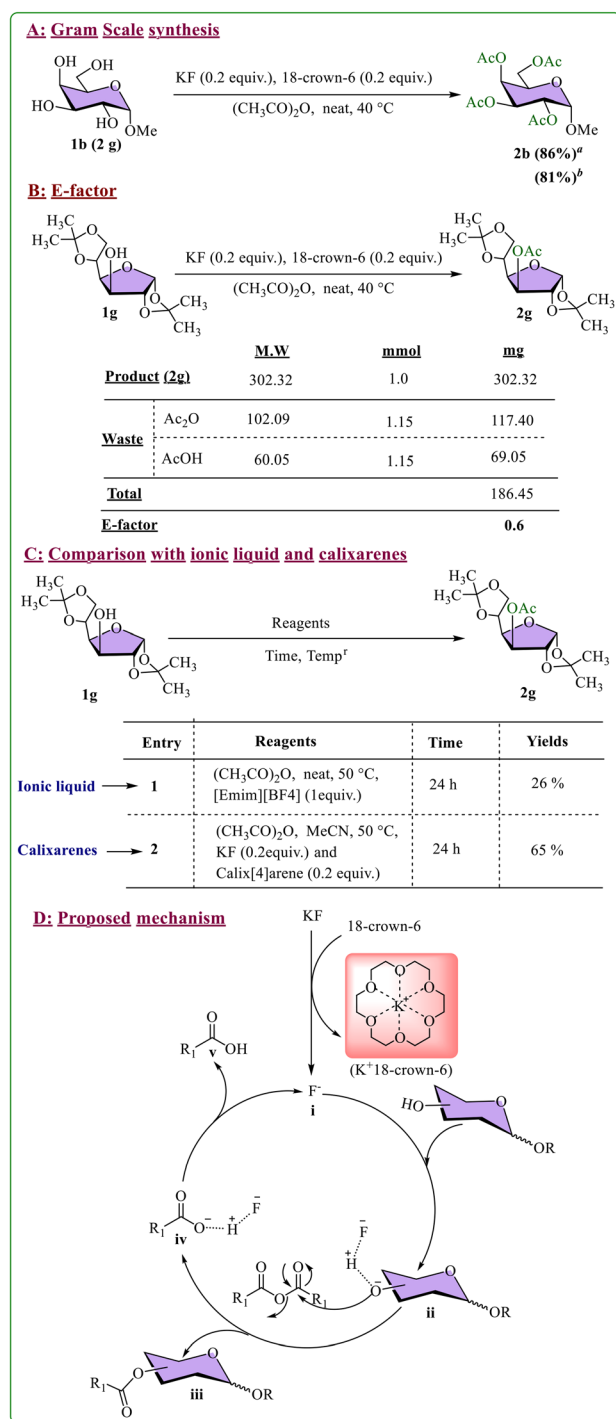 A: Gram Scale synthesis
OH
OH
HO
HO
OMe
1b (2 g)
KF (0.2 equiv.), 18-crown-6 (0.2 equiv.)
(CH₃CO)₂O, neat, 40 °C
AcO
OAc
O
AcO
AcO
OMe
2b (86%)ᵃ
(81%)ᵇ
B: E-factor
CH₃
H₃C
O
O
OH
O
O
O
CH₃
CH₃
1g
KF (0.2 equiv.), 18-crown-6 (0.2 equiv.)
(CH₃CO)₂O, neat, 40 °C
CH₃
H₃C
O
O
OAc
O
O
O
CH₃
CH₃
2g
M.W mmol mg
Product (2g) 302.32 1.0 302.32
Waste
Ac₂O 102.09 1.15 117.40
AcOH 60.05 1.15 69.05
Total 186.45
E-factor 0.6
C: Comparison with ionic liquid and calixarenes
CH₃
H₃C
O
O
OH
O
O
O
CH₃
CH₃
1g
Reagents
Time, Tempʳ
CH₃
H₃C
O
O
OAc
O
O
O
CH₃
CH₃
2g
Entry Reagents Time Yields
Ionic liquid 1 (CH₃CO)₂O, neat, 50 °C, 24 h 26 %
[Emim][BF4] (1equiv.)
Calixarenes 2 (CH₃CO)₂O, MeCN, 50 °C, 24 h 65 %
KF (0.2equiv.) and
Calix[4]arene (0.2 equiv.)
D: Proposed mechanism
KF
18-crown-6
O
O
O
K⁺
O
O
O
(K⁺18-crown-6)
O
R₁
OH
v
F⁻
i
HO
O
OR
O
R₁
O⁻
H⁺
F⁻
iv
F⁻
H⁺
O⁻
O
OR
ii
O
O
R₁
O
R₁
O
O
R₁
O
OR
iii